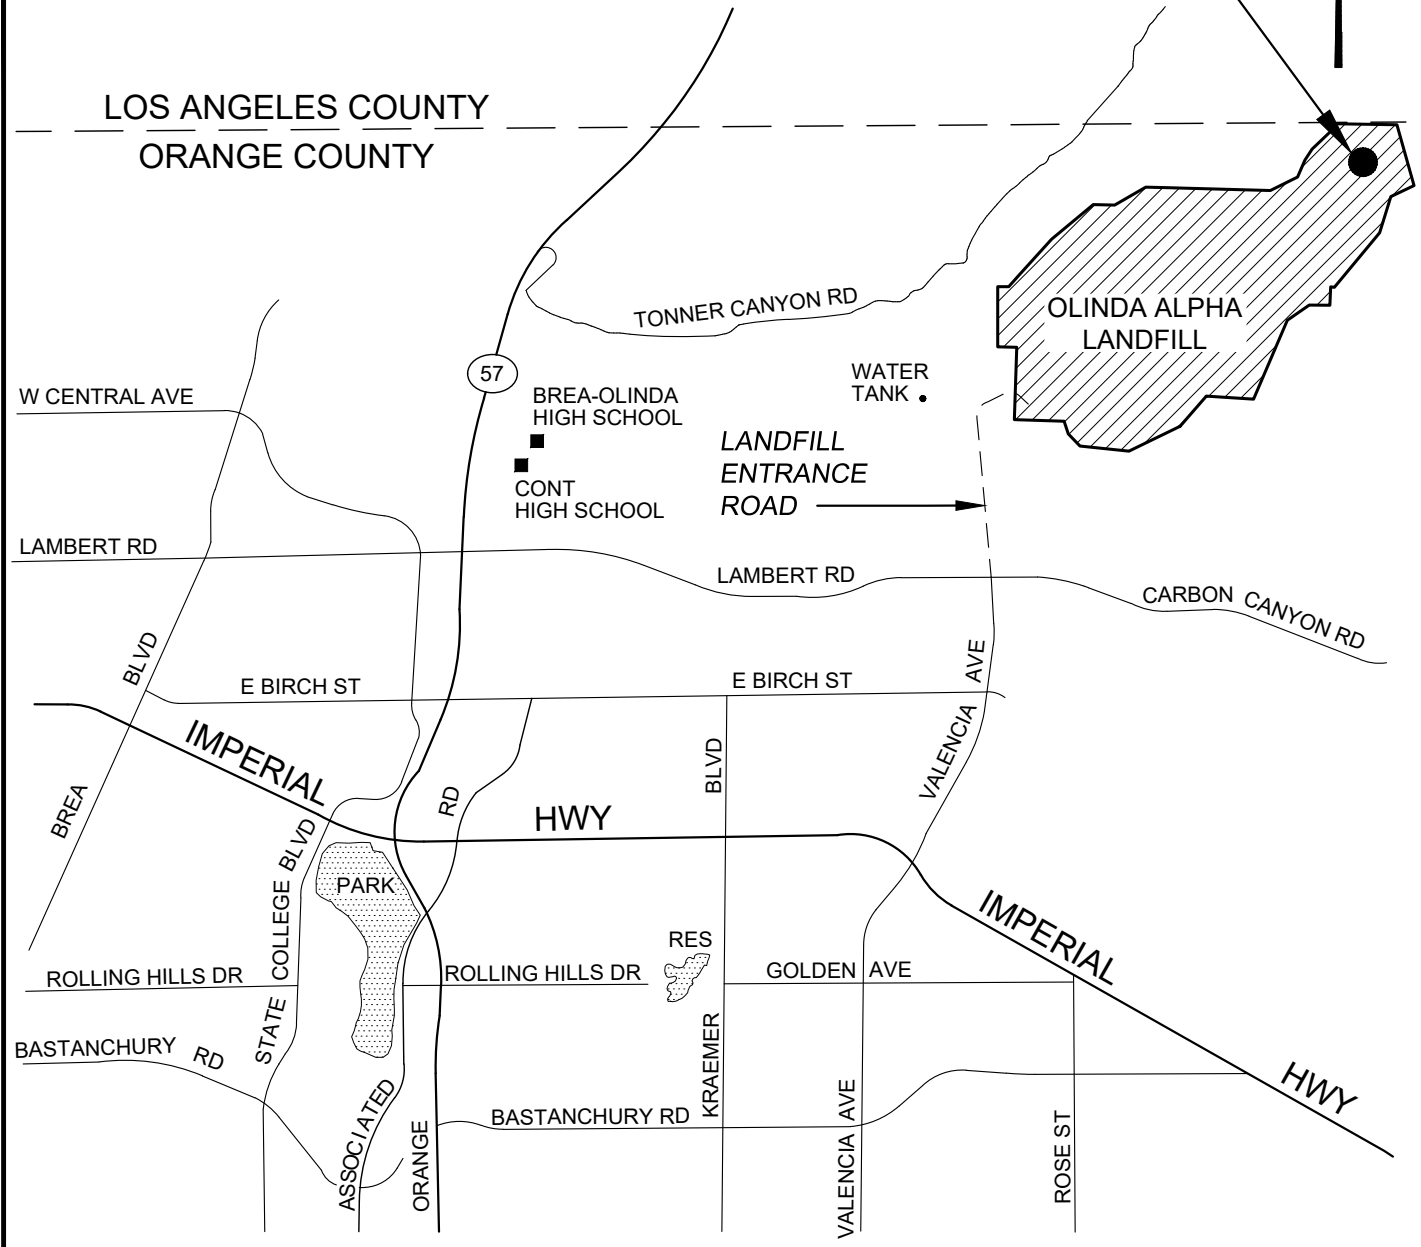 LOS ANGELES COUNTY
ORANGE COUNTY
OLINDA ALPHA
LANDFILL
TONNER CANYON RD
57
WATER
TANK
W CENTRAL AVE
BREA-OLINDA
HIGH SCHOOL
LANDFILL
ENTRANCE
ROAD
CONT
HIGH SCHOOL
LAMBERT RD
LAMBERT RD
CARBON CANYON RD
BREA BLVD
E BIRCH ST
E BIRCH ST
VALENCIA AVE
IMPERIAL HWY
IMPERIAL HWY
KRAEMER BLVD
STATE COLLEGE BLVD
PARK
ASSOCIATED RD
RES
ROLLING HILLS DR
ROLLING HILLS DR
GOLDEN AVE
BASTANCHURY RD
BASTANCHURY RD
ORANGE
VALENCIA AVE
ROSE ST